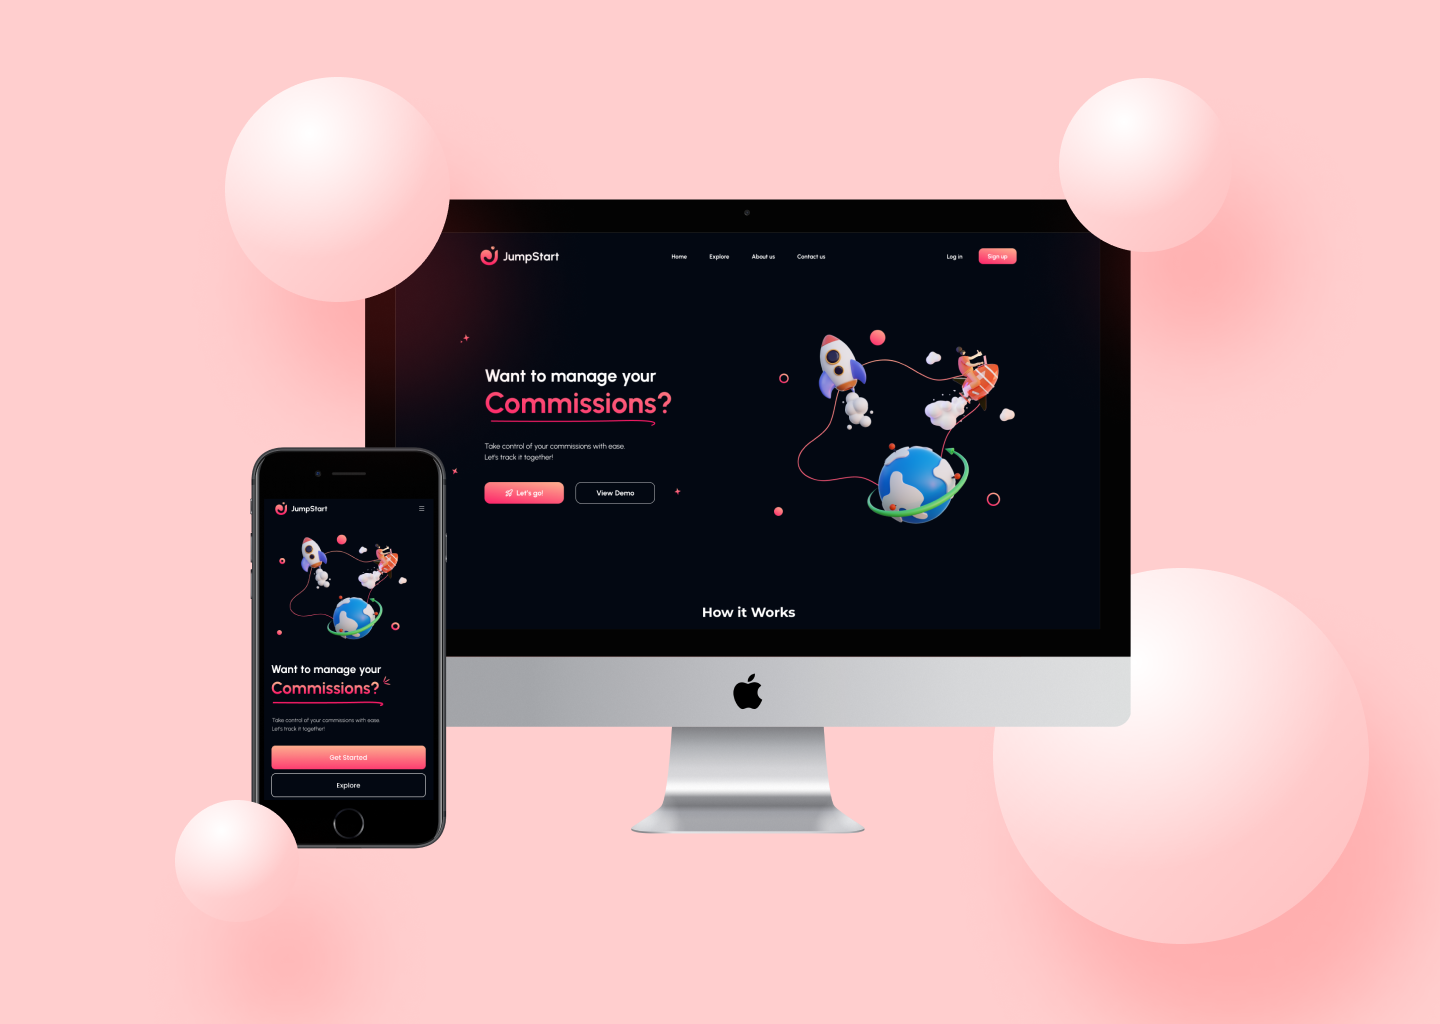 JumpStart
Home Explore About us Contact us
Log in Sign up
Want to manage your
Commissions?
Take control of your commissions with ease.
Let's track it together!
Let's go! View Demo
How it Works
JumpStart
Want to manage your
Commissions?
Take control of your commissions with ease.
Let's track it together!
Get Started
Explore